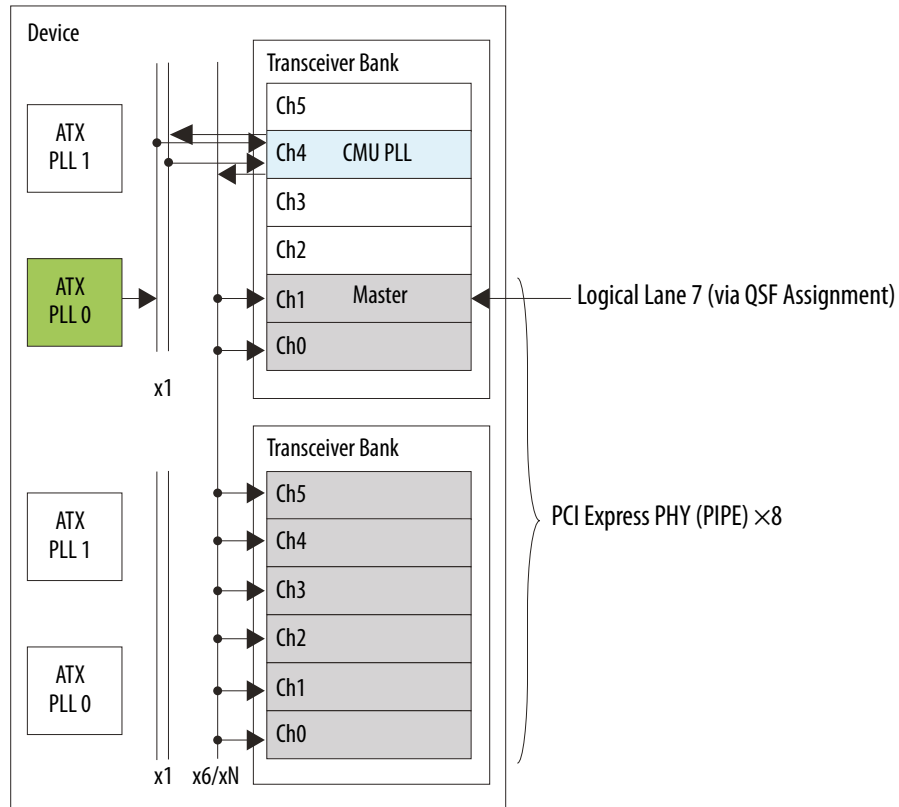 Device
Transceiver Bank
Ch5
ATX
PLL 1
Ch4 CMU PLL
Ch3
Ch2
ATX
PLL 0
Ch1 Master
Logical Lane 7 (via QSF Assignment)
Ch0
x1
Transceiver Bank
Ch5
ATX
PLL 1
Ch4
PCI Express PHY (PIPE) ×8
Ch3
Ch2
ATX
PLL 0
Ch1
Ch0
x1 x6/xN